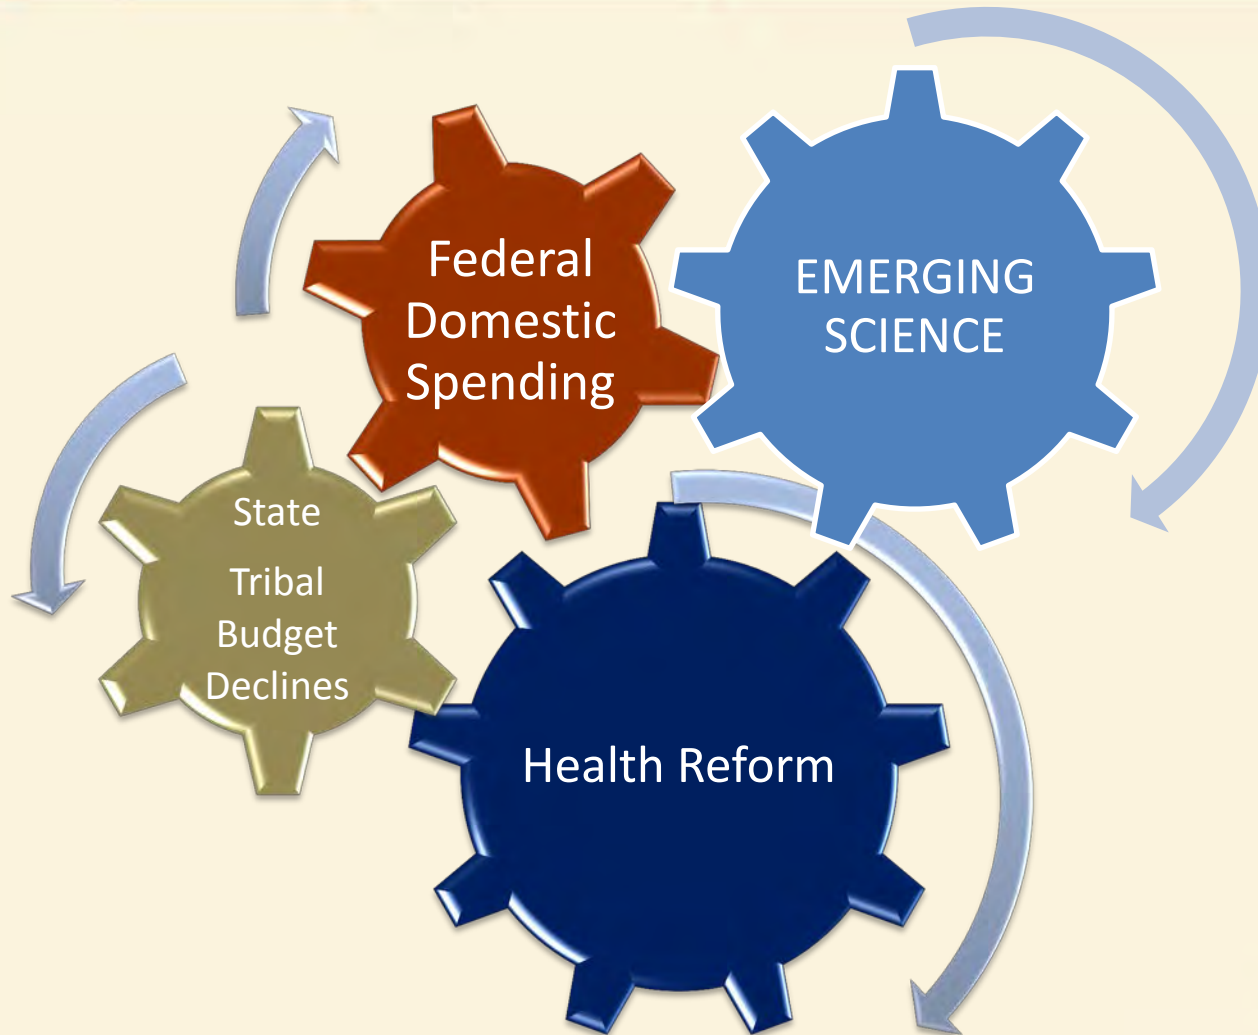 Federal
Domestic
Spending
EMERGING
SCIENCE
State
Tribal
Budget
Declines
Health Reform